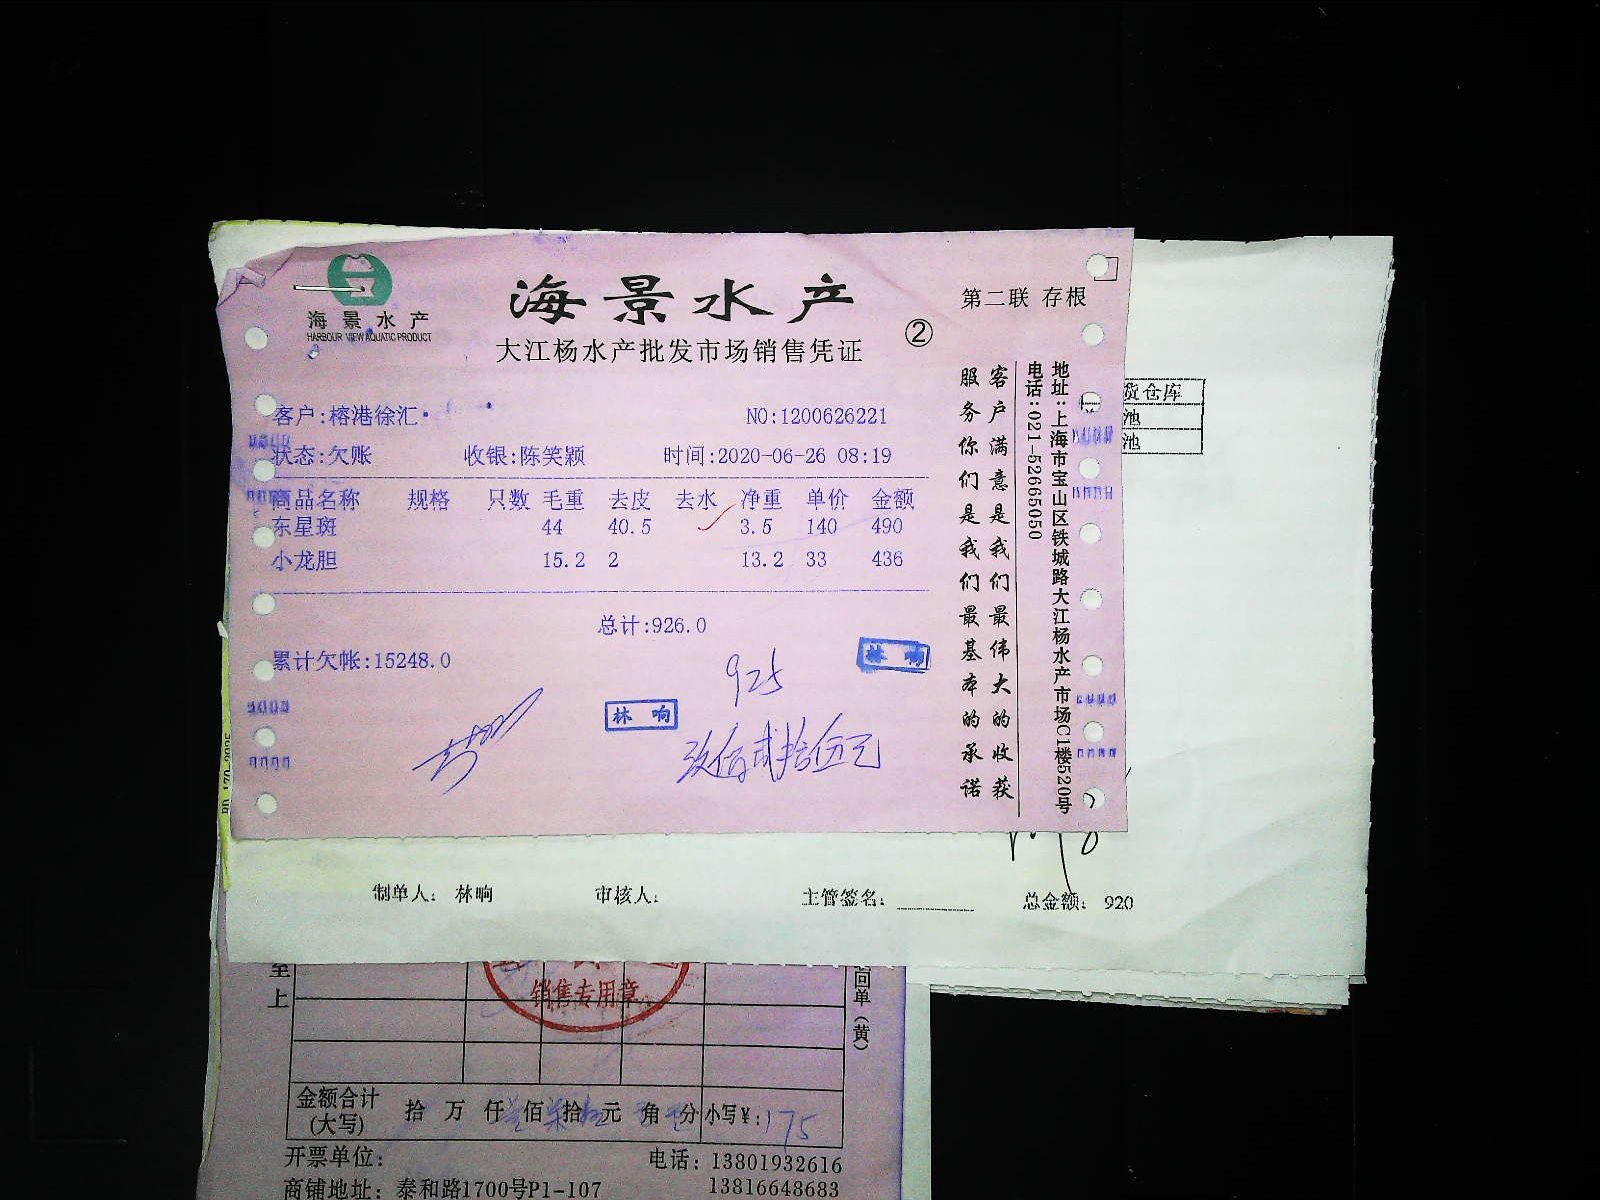 海景水产
HARBOUR VIEW AQUATIC PRODUCT
海景水产
大江杨水产批发市场销售凭证
②
第二联 存根
客户:榕港徐汇
NO:1200626221
状态:欠账 收银:陈笑颖 时间:2020-06-26 08:19
商品名称 规格 只数 毛重 去皮 去水 净重 单价 金额
东星斑 44 40.5 3.5 140 490
小龙胆 15.2 2 13.2 33 436
总计:926.0
累计欠帐:15248.0
925
林响
林响
玖佰贰拾伍元
客户满意是我们最伟大的收获
服务你们是我们最基本的承诺
地址:上海市宝山区铁城路大江杨水产市场C1楼520号
电话:021-52665050
货仓库
池
池
制单人: 林响 审核人: 主管签名: 总金额: 920
至上
销售专用章
回单(黄)
金额合计(大写) 拾 万 仟 佰 拾 元 角 分 小写¥: 175
开票单位: 电话: 13801932616
商铺地址: 泰和路1700号P1-107 13816648683